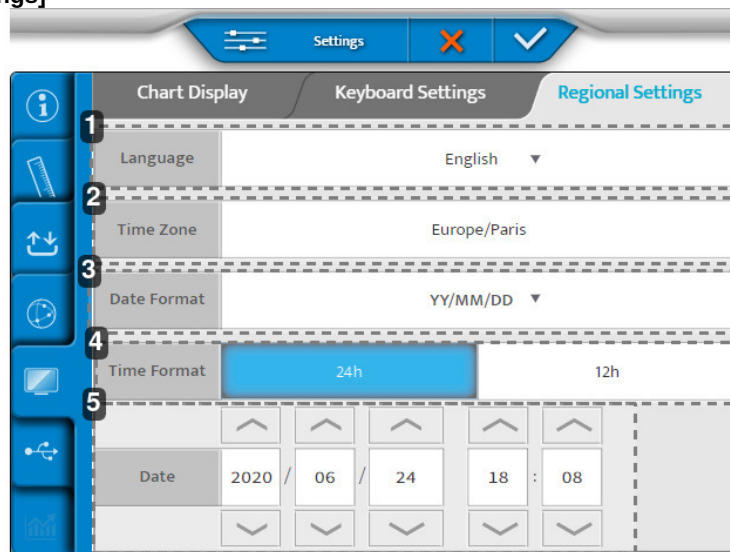 ngs]
Settings
Chart Display Keyboard Settings Regional Settings
1
Language English ▼
2
Time Zone Europe/Paris
3
Date Format YY/MM/DD ▼
4
Time Format 24h 12h
5
Date 2020 / 06 / 24 18 : 08